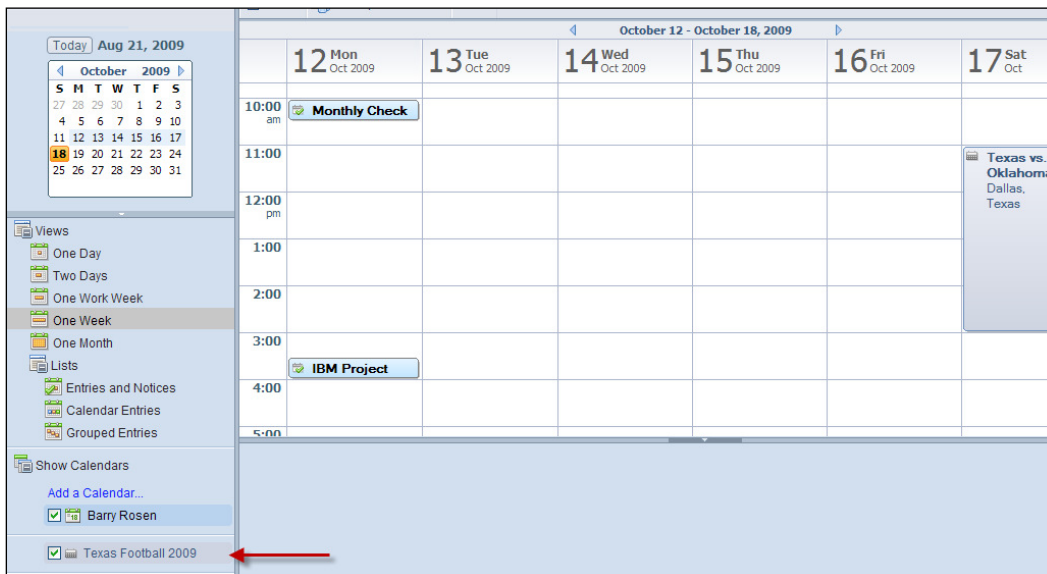 Today Aug 21, 2009
October 2009
S M T W T F S
27 28 29 30 1 2 3
4 5 6 7 8 9 10
11 12 13 14 15 16 17
18 19 20 21 22 23 24
25 26 27 28 29 30 31
Views
One Day
Two Days
One Work Week
One Week
One Month
Lists
Entries and Notices
Calendar Entries
Grouped Entries
Show Calendars
Add a Calendar...
Barry Rosen
Texas Football 2009
October 12 - October 18, 2009
12 Mon Oct 2009
13 Tue Oct 2009
14 Wed Oct 2009
15 Thu Oct 2009
16 Fri Oct 2009
17 Sat Oct
10:00 am
Monthly Check
11:00
Texas vs.
Oklahoma
Dallas,
Texas
12:00 pm
1:00
2:00
3:00
IBM Project
4:00
5:00